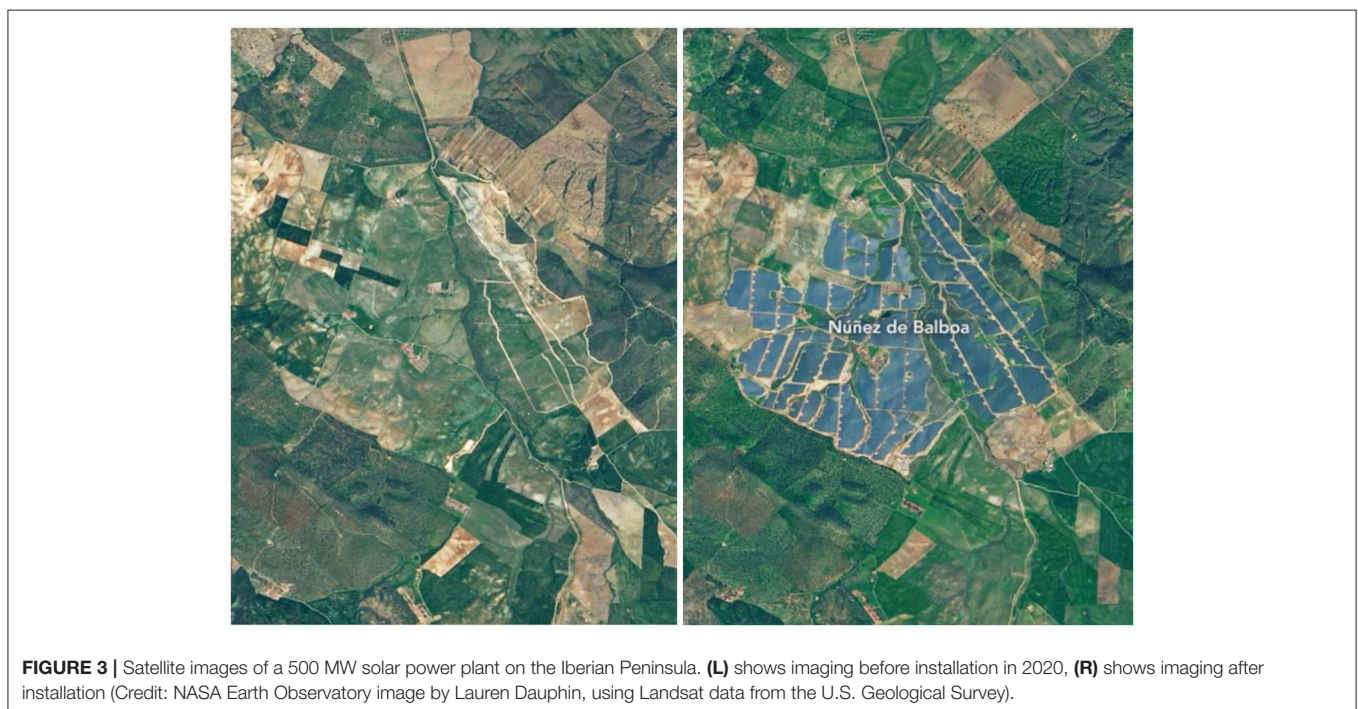 Núñez de Balboa
FIGURE 3 | Satellite images of a 500 MW solar power plant on the Iberian Peninsula. (L) shows imaging before installation in 2020, (R) shows imaging after
installation (Credit: NASA Earth Observatory image by Lauren Dauphin, using Landsat data from the U.S. Geological Survey).